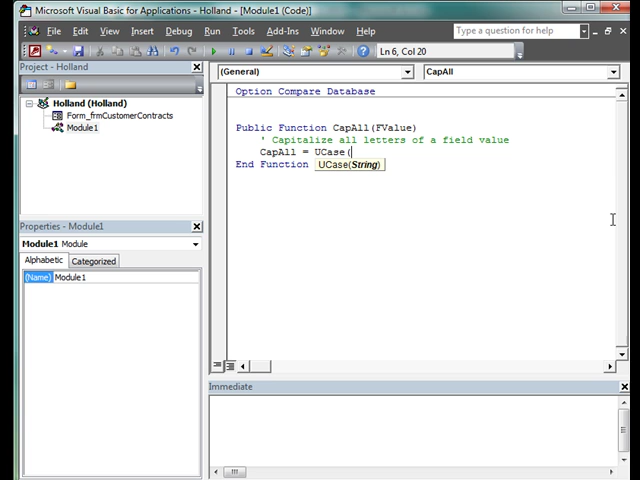 Microsoft Visual Basic for Applications - Holland - [Module1 (Code)]
File Edit View Insert Debug Run Tools Add-Ins Window Help Type a question for help
Ln 6, Col 20
Project - Holland
(General) CapAll
Holland (Holland)
Form_frmCustomerContracts
Module1
Option Compare Database
Public Function CapAll(FValue)
' Capitalize all letters of a field value
CapAll = UCase(
End Function UCase(String)
Properties - Module1
Module1 Module
Alphabetic Categorized
(Name) Module1
Immediate